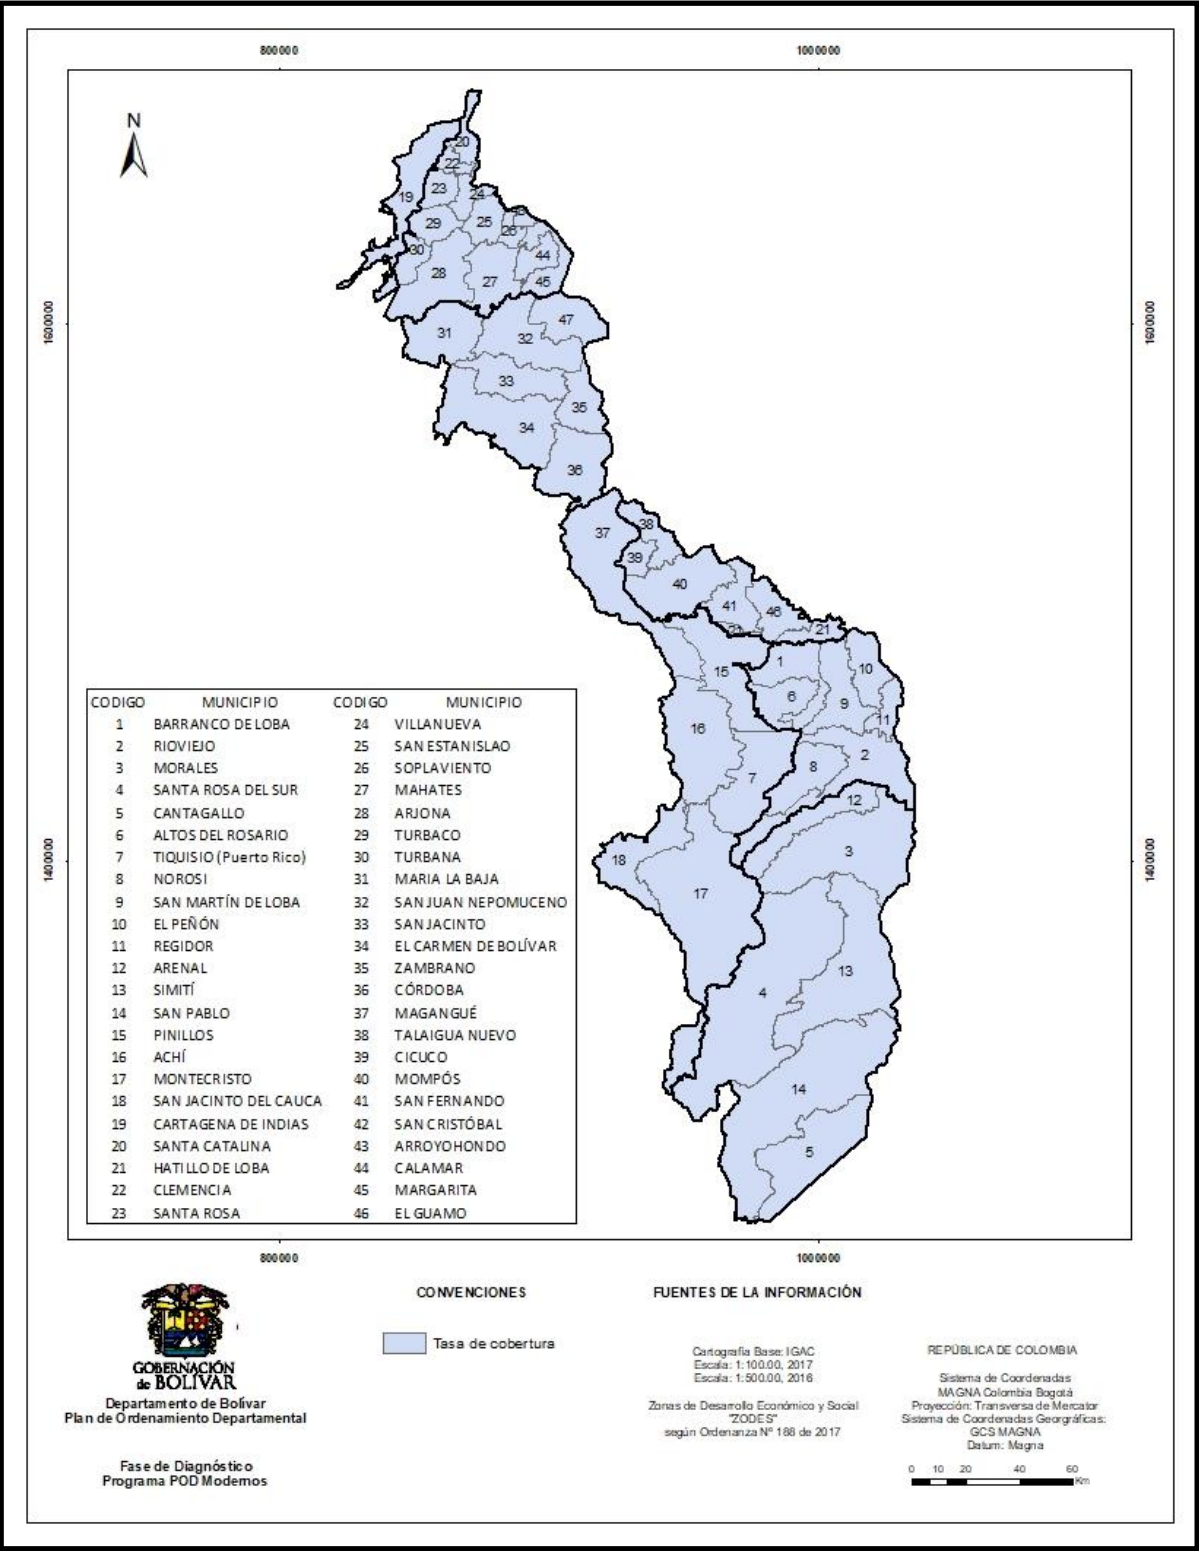 800000 1000000
N
20
22
19 23 24
29 25 26
30 44
28 27 45
1600000 1600000
31 32 47
33
35
34
36
37 38
39
40
41 46
21 21
1 10
15
6 9
16 11
2
7 8
12
1400000 1400000
18 3
17
13
4
14
5
CODIGO MUNICIPIO CODIGO MUNICIPIO
1 BARRANCO DE LOBA 24 VILLANUEVA
2 RIOVIEJO 25 SAN ESTANISLAO
3 MORALES 26 SOPLAVIENTO
4 SANTA ROSA DEL SUR 27 MAHATES
5 CANTAGALLO 28 ARJONA
6 ALTOS DEL ROSARIO 29 TURBACO
7 TIQUISIO (Puerto Rico) 30 TURBANA
8 NOROSI 31 MARIA LA BAJA
9 SAN MARTÍN DE LOBA 32 SAN JUAN NEPOMUCENO
10 EL PEÑÓN 33 SAN JACINTO
11 REGIDOR 34 EL CARMEN DE BOLÍVAR
12 ARENAL 35 ZAMBRANO
13 SIMITÍ 36 CÓRDOBA
14 SAN PABLO 37 MAGANGUÉ
15 PINILLOS 38 TALAIGUA NUEVO
16 ACHÍ 39 CICUCO
17 MONTECRISTO 40 MOMPÓS
18 SAN JACINTO DEL CAUCA 41 SAN FERNANDO
19 CARTAGENA DE INDIAS 42 SAN CRISTÓBAL
20 SANTA CATALINA 43 ARROYOHONDO
21 HATILLO DE LOBA 44 CALAMAR
22 CLEMENCIA 45 MARGARITA
23 SANTA ROSA 46 EL GUAMO
800000 1000000
GOBERNACIÓN
de BOLÍVAR
Departamento de Bolívar
Plan de Ordenamiento Departamental
Fase de Diagnóstico
Programa POD Modernos
CONVENCIONES
Tasa de cobertura
FUENTES DE LA INFORMACIÓN
Cartografía Base: IGAC
Escala: 1:100.00, 2017
Escala: 1:500.00, 2016
Zonas de Desarrollo Económico y Social
"ZODES"
según Ordenanza Nº 188 de 2017
REPÚBLICA DE COLOMBIA
Sistema de Coordenadas
MAGNA Colombia Bogotá
Proyección: Transversa de Mercator
Sistema de Coordenadas Georgráficas:
GCS MAGNA
Datum: Magna
0 10 20 40 60
Km